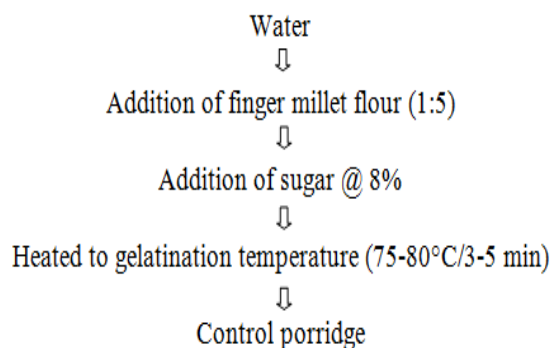 Water
⇩
Addition of finger millet flour (1:5)
⇩
Addition of sugar @ 8%
⇩
Heated to gelatination temperature (75-80°C/3-5 min)
⇩
Control porridge